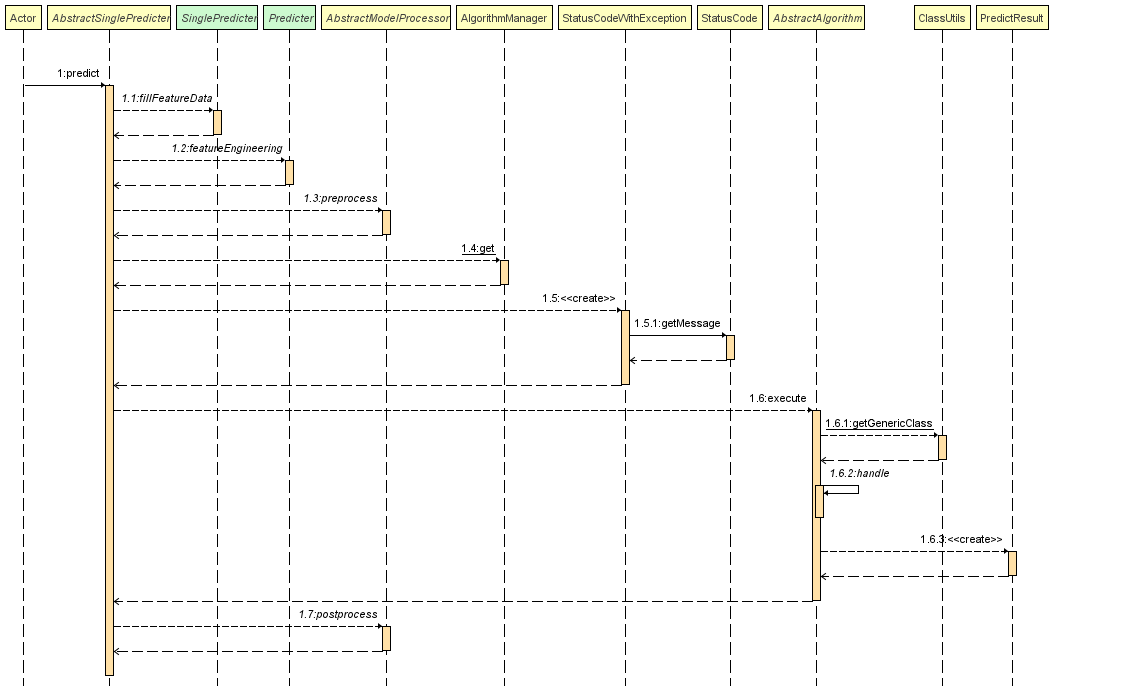 Actor
AbstractSinglePredicter
SinglePredicter
Predicter
AbstractModelProcessor
AlgorithmManager
StatusCodeWithException
StatusCode
AbstractAlgorithm
ClassUtils
PredictResult
1:predict
1.1:fillFeatureData
1.2:featureEngineering
1.3:preprocess
1.4:get
1.5:<<create>>
1.5.1:getMessage
1.6:execute
1.6.1:getGenericClass
1.6.2:handle
1.6.3:<<create>>
1.7:postprocess